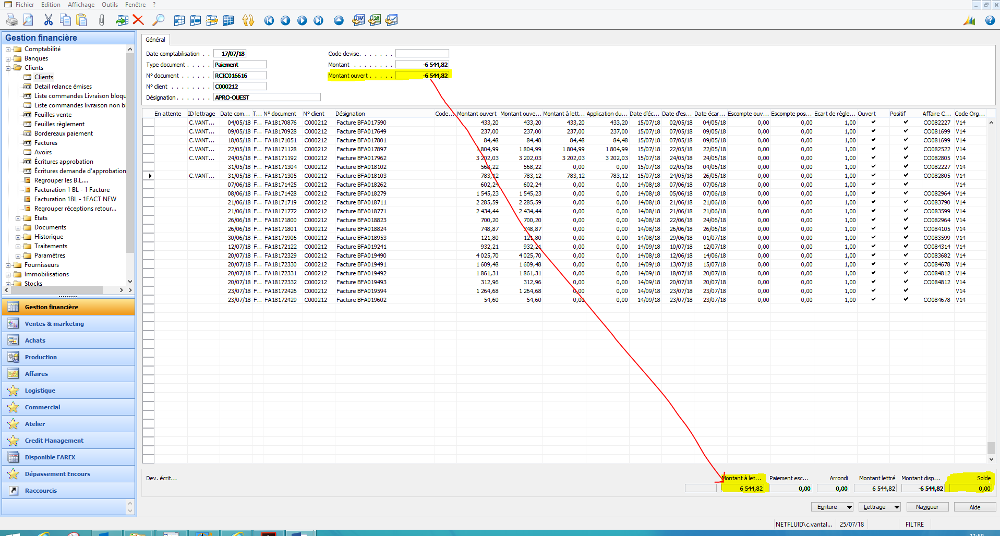 Fichier Edition Affichage Outils Fenêtre ?
Gestion financière
Comptabilité
Banques
Clients
Clients
Detail relance émises
Liste commandes Livraison bloqu
Liste commandes livraison non b
Feuilles vente
Feuilles règlement
Bordereaux paiement
Factures
Avoirs
Écritures approbation
Écritures demande d'approbation
Regrouper les B.L....
Facturation 1 BL - 1 Facture
Facturation 1BL - 1FACT NEW
Regrouper réceptions retour...
Etats
Documents
Historique
Traitements
Paramètres
Fournisseurs
Immobilisations
Stocks
Gestion financière
Ventes & marketing
Achats
Production
Affaires
Logistique
Commercial
Atelier
Credit Management
Disponible FAREX
Dépassement Encours
Raccourcis
Général
Date comptabilisation . . 17/07/18
Type document . . . . . Paiement
N° document . . . . . . RCIC016616
N° client . . . . . . . . C000212
Désignation . . . . . . . APRO-OUEST
Code devise. . . . . . .
Montant . . . . . . . . -6 544,82
Montant ouvert . . . . . -6 544,82
En attente ID lettrage Date com... T... N° document N° client Désignation Code... Montant ouvert Montant ouve... Montant à lett... Application du... Date d'éc... Date d'es... Date écar... Escompte ouv... Escompte pos... Ecart de règle... Ouvert Positif Affaire C... Code Org...
C.VANT... 04/05/18 F... FA18170876 C000212 Facture BFA017590 433,20 433,20 433,20 433,20 15/07/18 02/05/18 04/05/18 0,00 0,00 1,00 ✔ ✔ CO082227 V14
C.VANT... 09/05/18 F... FA18170928 C000212 Facture BFA017649 237,00 237,00 237,00 237,00 15/07/18 07/05/18 09/05/18 0,00 0,00 1,00 ✔ ✔ CO081699 V14
C.VANT... 18/05/18 F... FA18171051 C000212 Facture BFA017801 84,48 84,48 84,48 84,48 15/07/18 07/05/18 09/05/18 0,00 0,00 1,00 ✔ ✔ CO081699 V14
C.VANT... 22/05/18 F... FA18171128 C000212 Facture BFA017897 1 804,99 1 804,99 1 804,99 1 804,99 15/07/18 22/05/18 22/05/18 0,00 0,00 1,00 ✔ ✔ CO082522 V14
C.VANT... 24/05/18 F... FA18171192 C000212 Facture BFA017962 3 202,03 3 202,03 3 202,03 3 202,03 15/07/18 24/05/18 24/05/18 0,00 0,00 1,00 ✔ ✔ CO082805 V14
31/05/18 F... FA18171304 C000212 Facture BFA018102 568,22 568,22 0,00 0,00 15/07/18 02/05/18 04/05/18 0,00 0,00 1,00 ✔ ✔ CO082227 V14
C.VANT... 31/05/18 F... FA18171305 C000212 Facture BFA018103 783,12 783,12 783,12 783,12 15/07/18 24/05/18 26/05/18 0,00 0,00 1,00 ✔ ✔ CO082805 V14
07/06/18 F... FA18171425 C000212 Facture BFA018262 602,24 602,24 0,00 0,00 14/08/18 07/06/18 07/06/18 0,00 0,00 1,00 ✔ ✔ V14
08/06/18 F... FA18171428 C000212 Facture BFA018279 1 545,23 1 545,23 0,00 0,00 14/08/18 05/06/18 07/06/18 0,00 0,00 1,00 ✔ ✔ CO082964 V14
21/06/18 F... FA18171719 C000212 Facture BFA018711 2 285,59 2 285,59 0,00 0,00 14/08/18 21/06/18 21/06/18 0,00 0,00 1,00 ✔ ✔ CO083790 V14
21/06/18 F... FA18171772 C000212 Facture BFA018771 2 434,44 2 434,44 0,00 0,00 14/08/18 21/06/18 21/06/18 0,00 0,00 1,00 ✔ ✔ CO083599 V14
26/06/18 F... FA18171800 C000212 Facture BFA018823 700,20 700,20 0,00 0,00 14/08/18 22/06/18 24/06/18 0,00 0,00 1,00 ✔ ✔ CO082964 V14
26/06/18 F... FA18171801 C000212 Facture BFA018824 748,87 748,87 0,00 0,00 14/08/18 26/06/18 26/06/18 0,00 0,00 1,00 ✔ ✔ CO084105 V14
30/06/18 F... FA18171906 C000212 Facture BFA018953 121,80 121,80 0,00 0,00 14/08/18 29/06/18 01/07/18 0,00 0,00 1,00 ✔ ✔ CO083599 V14
12/07/18 F... FA18172122 C000212 Facture BFA019241 932,21 932,21 0,00 0,00 14/09/18 10/07/18 12/07/18 0,00 0,00 1,00 ✔ ✔ CO084314 V14
20/07/18 F... FA18172329 C000212 Facture BFA019490 4 025,70 4 025,70 0,00 0,00 14/08/18 12/06/18 14/06/18 0,00 0,00 1,00 ✔ ✔ CO083682 V14
20/07/18 F... FA18172330 C000212 Facture BFA019491 1 609,48 1 609,48 0,00 0,00 14/09/18 13/07/18 15/07/18 0,00 0,00 1,00 ✔ ✔ CO084678 V14
20/07/18 F... FA18172331 C000212 Facture BFA019492 1 861,31 1 861,31 0,00 0,00 14/09/18 18/07/18 20/07/18 0,00 0,00 1,00 ✔ ✔ CO084812 V14
20/07/18 F... FA18172332 C000212 Facture BFA019493 312,96 312,96 0,00 0,00 14/09/18 20/07/18 20/07/18 0,00 0,00 1,00 ✔ ✔ CO084812 V14
23/07/18 F... FA18172426 C000212 Facture BFA019594 1 264,68 1 264,68 0,00 0,00 14/09/18 23/07/18 23/07/18 0,00 0,00 1,00 ✔ ✔ V14
23/07/18 F... FA18172429 C000212 Facture BFA019602 54,60 54,60 0,00 0,00 14/09/18 23/07/18 23/07/18 0,00 0,00 1,00 ✔ ✔ CO084678 V14
Dev. écrit... Montant à let... Paiement esc... Arrondi Montant lettré Montant disp... Solde
6 544,82 0,00 0,00 6 544,82 -6 544,82 0,00
Ecriture Lettrage Naviguer Aide
NETFLUID\c.vantal... 25/07/18 FILTRE